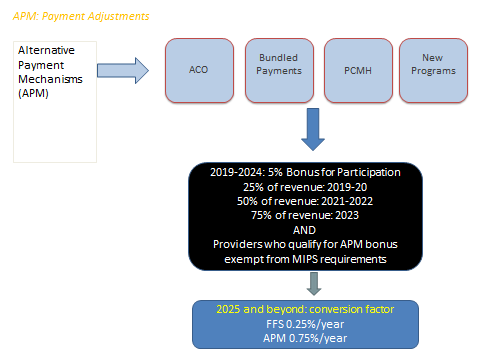 APM: Payment Adjustments
Alternative
Payment
Mechanisms
(APM)
ACO
Bundled
Payments
PCMH
New
Programs
2019-2024: 5% Bonus for Participation
25% of revenue: 2019-20
50% of revenue: 2021-2022
75% of revenue: 2023
AND
Providers who qualify for APM bonus
exempt from MIPS requirements
2025 and beyond: conversion factor
FFS 0.25%/year
APM 0.75%/year